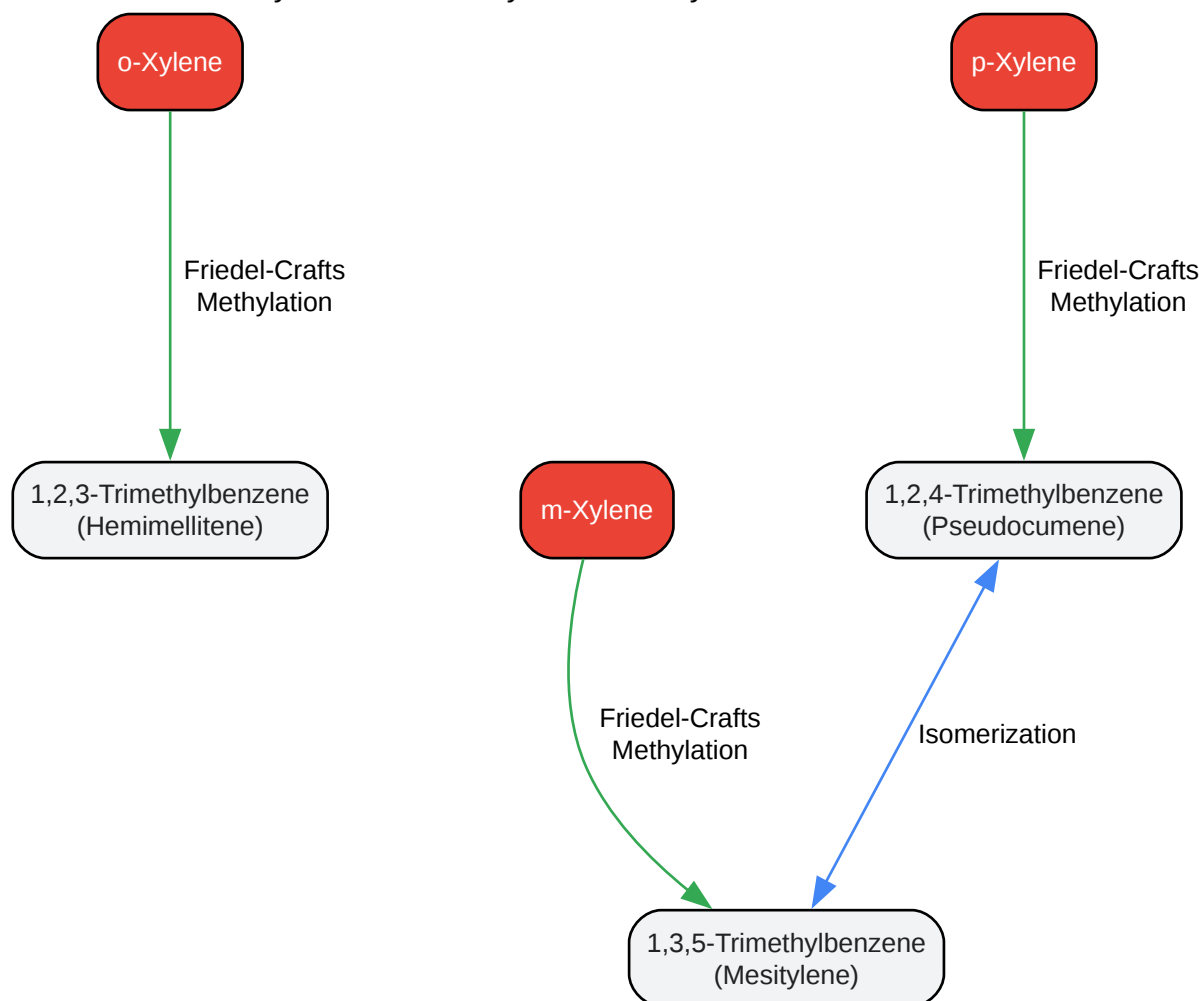 o-Xylene
p-Xylene
Friedel-Crafts
Methylation
Friedel-Crafts
Methylation
1,2,3-Trimethylbenzene
(Hemimellitene)
m-Xylene
1,2,4-Trimethylbenzene
(Pseudocumene)
Friedel-Crafts
Methylation
Isomerization
1,3,5-Trimethylbenzene
(Mesitylene)